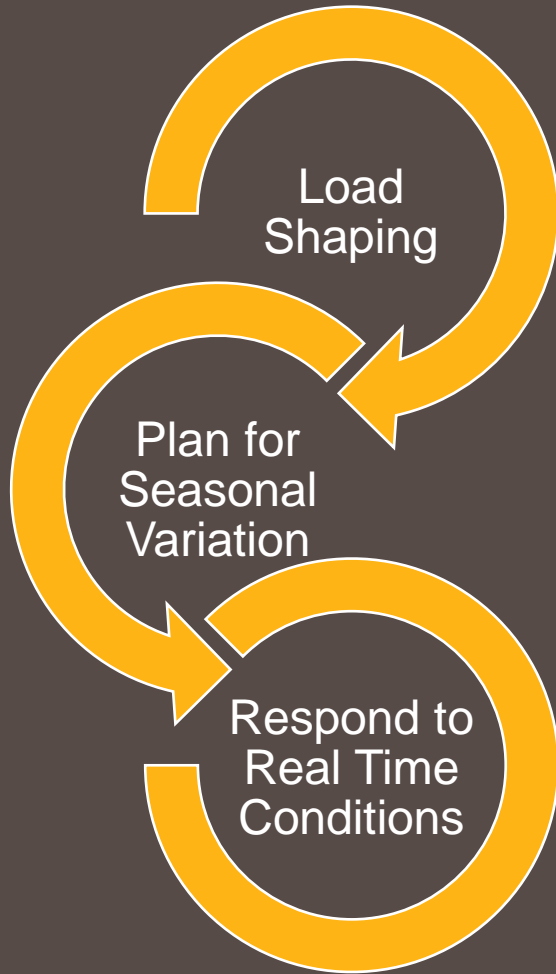 Load
Shaping
Plan for
Seasonal
Variation
Respond to
Real Time
Conditions